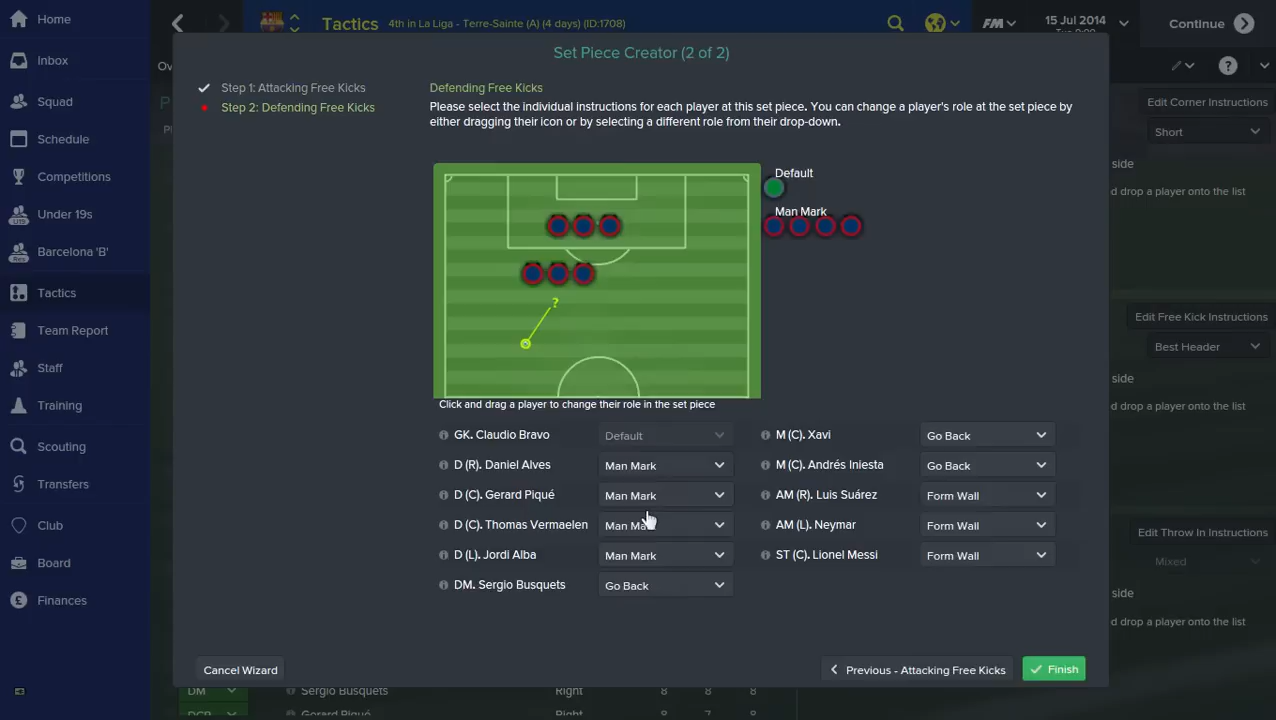 Home
Inbox
Squad
Schedule
Competitions
Under 19s
Barcelona 'B'
Tactics
Team Report
Staff
Training
Scouting
Transfers
Club
Board
Finances
Tactics
4th in La Liga - Terre-Sainte (A) (4 days) (ID:1708)
FM
15 Jul 2014
Continue
Set Piece Creator (2 of 2)
Step 1: Attacking Free Kicks
Step 2: Defending Free Kicks
Defending Free Kicks
Please select the individual instructions for each player at this set piece. You can change a player's role at the set piece by
either dragging their icon or by selecting a different role from their drop-down.
Default
Man Mark
?
Click and drag a player to change their role in the set piece
GK. Claudio Bravo Default
D (R). Daniel Alves Man Mark
D (C). Gerard Piqué Man Mark
D (C). Thomas Vermaelen
D (L). Jordi Alba Man Mark
DM. Sergio Busquets Go Back
M (C). Xavi Go Back
M (C). Andrés Iniesta Go Back
AM (R). Luis Suárez Form Wall
AM (L). Neymar Form Wall
ST (C). Lionel Messi Form Wall
Cancel Wizard
Previous - Attacking Free Kicks
Finish
Edit Corner Instructions
Short
side
d drop a player onto the list
Edit Free Kick Instructions
Best Header
side
d drop a player onto the list
Edit Throw In Instructions
Mixed
side
d drop a player onto the list
DM Sergio Busquets Right 8 8 8
DCR Gerard Piqué Right 8 7 8